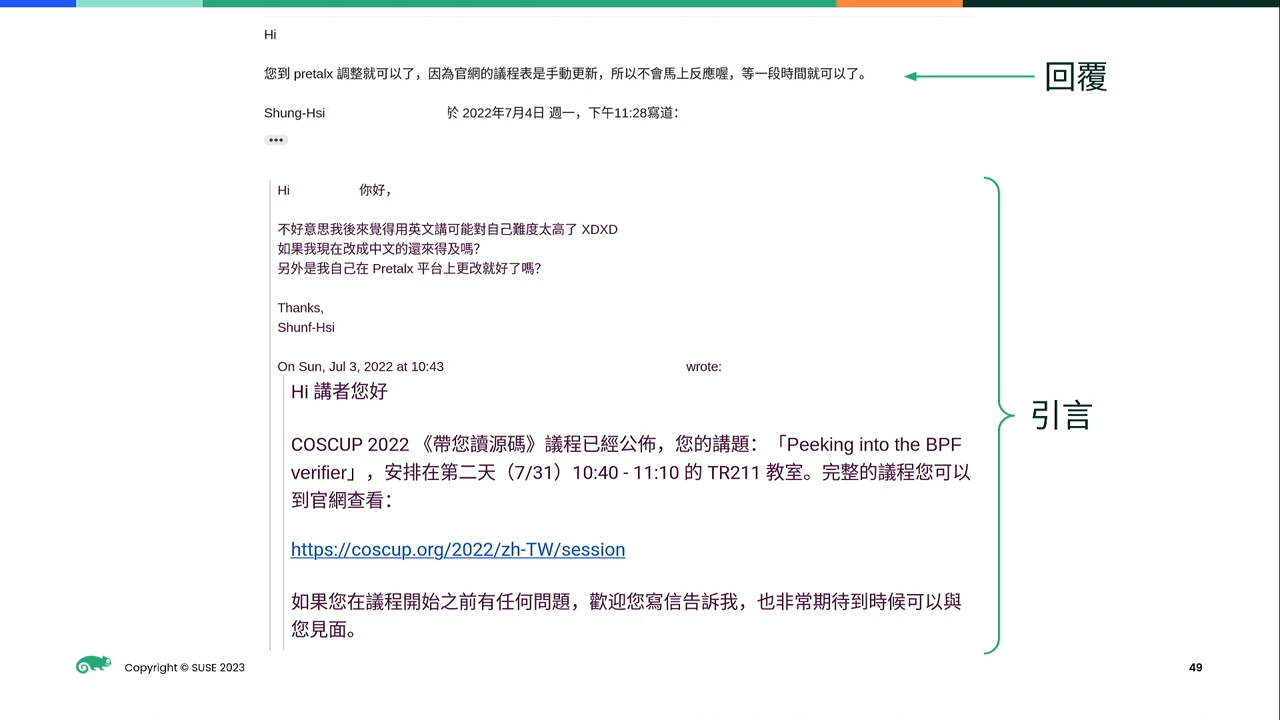 Hi
您到 pretalx 調整就可以了，因為官網的議程表是手動更新，所以不會馬上反應喔，等一段時間就可以了。
回覆
Shung-Hsi 於 2022年7月4日 週一，下午11:28寫道：
Hi 你好，
不好意思我後來覺得用英文講可能對自己難度太高了 XDXD
如果我現在改成中文的還來得及嗎？
另外是我自己在 Pretalx 平台上更改就好了嗎？
Thanks,
Shunf-Hsi
On Sun, Jul 3, 2022 at 10:43 wrote:
Hi 講者您好
引言
COSCUP 2022 《帶您讀源碼》議程已經公佈，您的講題：「Peeking into the BPF
verifier」，安排在第二天（7/31）10:40 - 11:10 的 TR211 教室。完整的議程您可以
到官網查看：
https://coscup.org/2022/zh-TW/session
如果您在議程開始之前有任何問題，歡迎您寫信告訴我，也非常期待到時候可以與
您見面。
Copyright © SUSE 2023
49